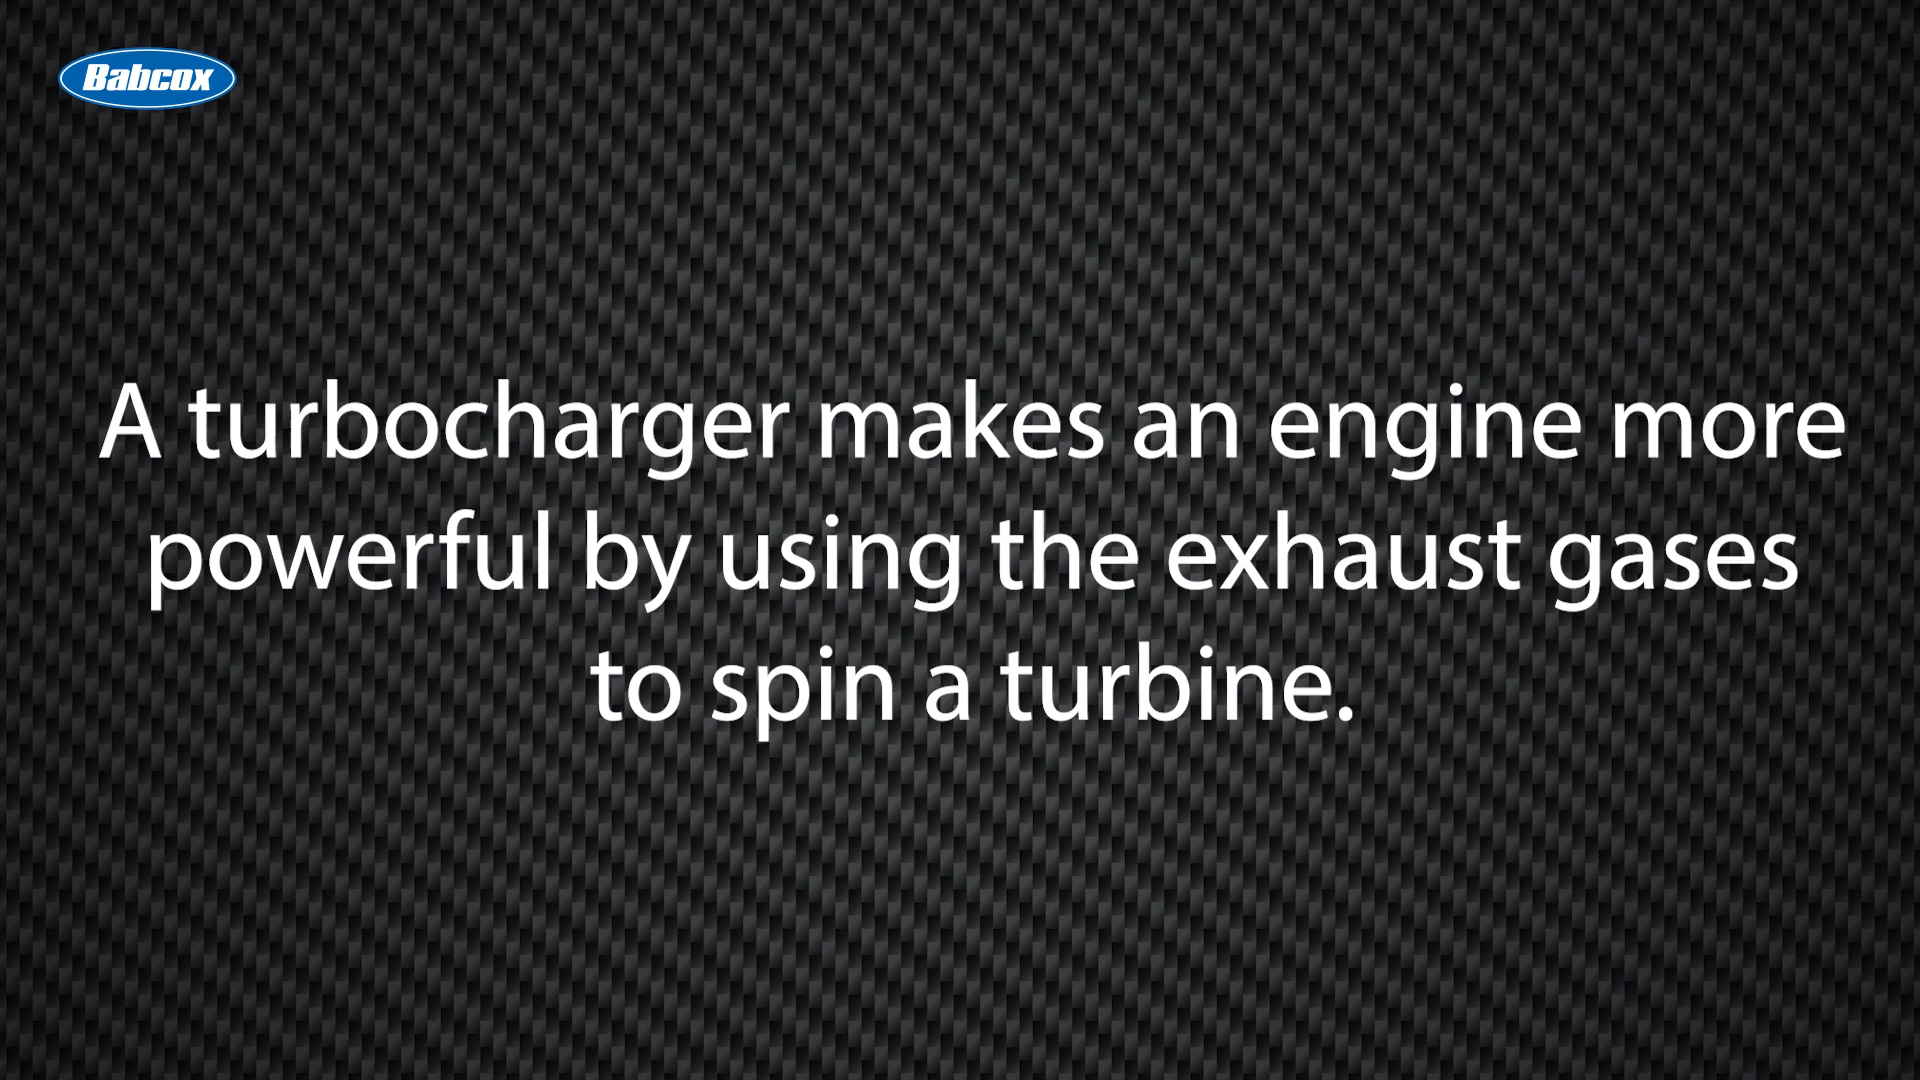 Babcox
A turbocharger makes an engine more
powerful by using the exhaust gases
to spin a turbine.